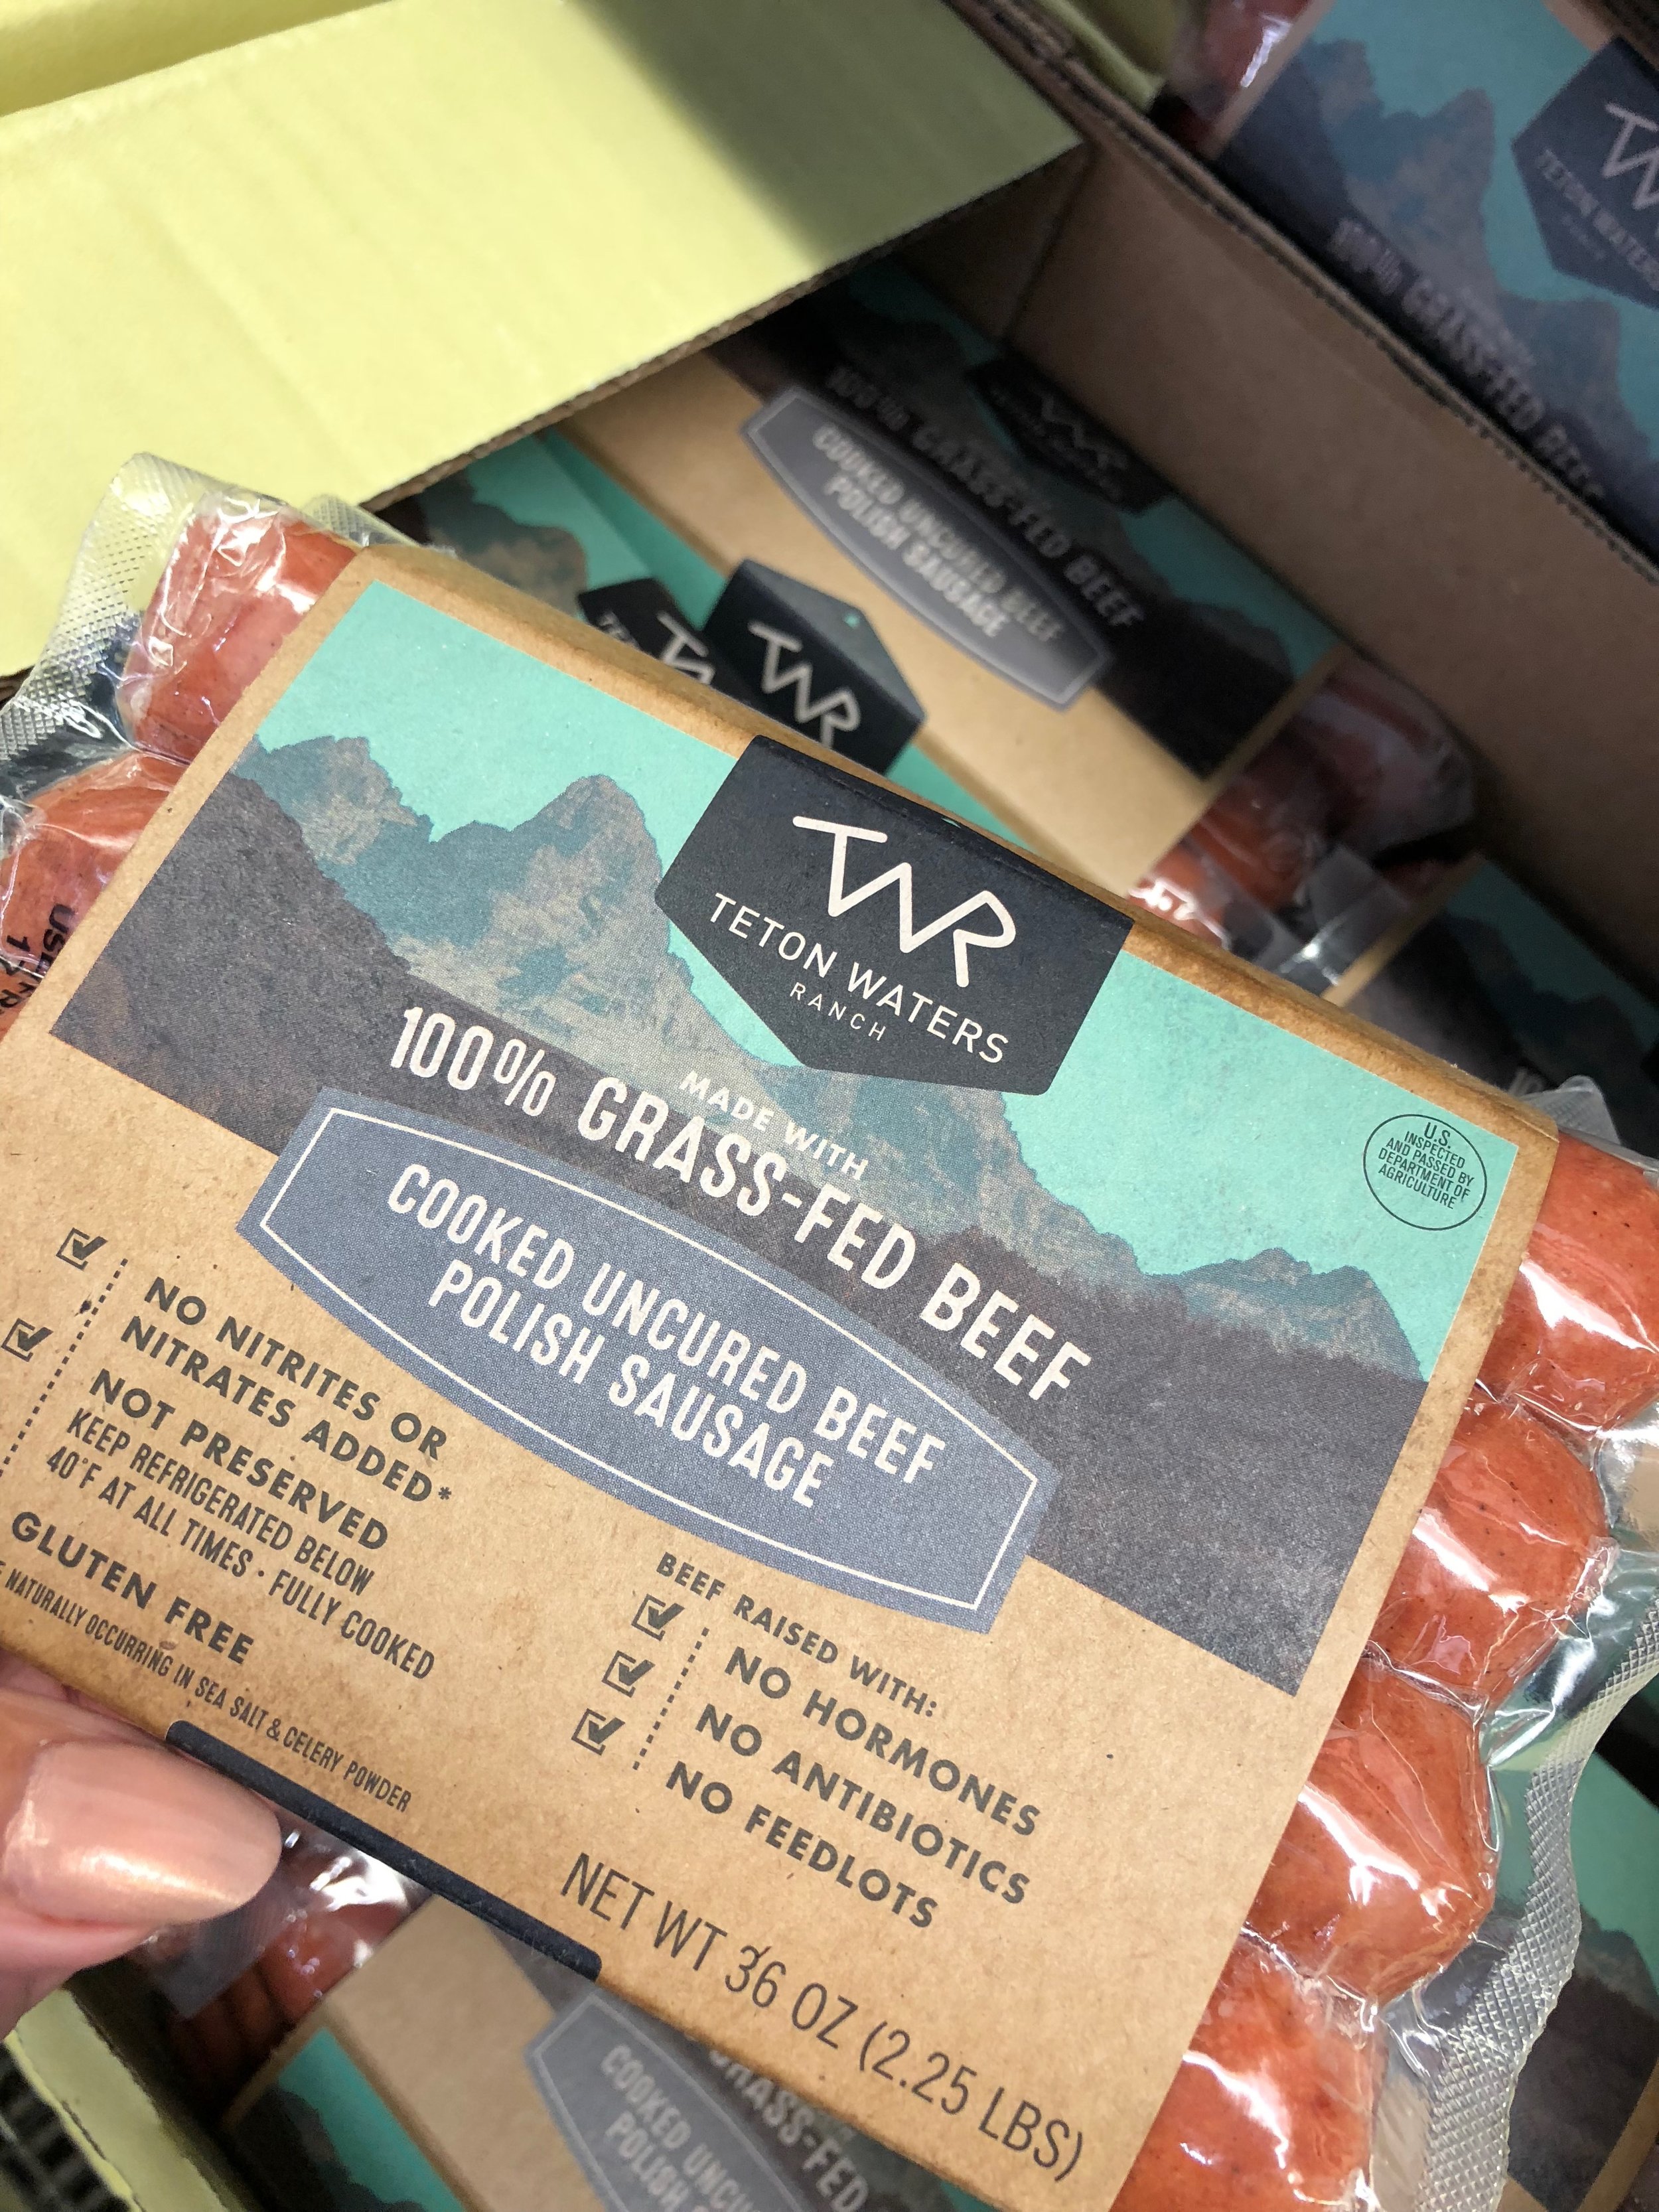 TWR
TETON WATERS
RANCH
MADE WITH
100% GRASS-FED BEEF
COOKED UNCURED BEEF
POLISH SAUSAGE
U.S.
INSPECTED
AND PASSED BY
DEPARTMENT OF
AGRICULTURE
NO NITRITES OR
NITRATES ADDED*
NOT PRESERVED
KEEP REFRIGERATED BELOW
40°F AT ALL TIMES · FULLY COOKED
GLUTEN FREE
NATURALLY OCCURRING IN SEA SALT & CELERY POWDER
BEEF RAISED WITH:
NO HORMONES
NO ANTIBIOTICS
NO FEEDLOTS
NET WT 36 OZ (2.25 LBS)
100% GRASS-FED BEEF
COOKED UNCURED BEEF
POLISH SAUSAGE
TWR
TETON WATERS
100% GRASS-FED BEEF
GRASS-FED
COOKED
POLISH